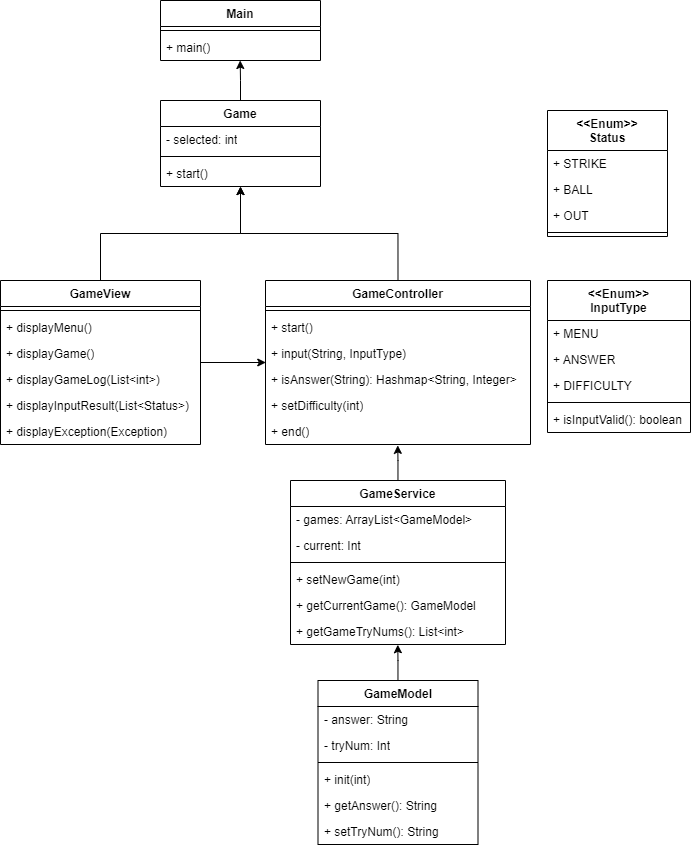 Main
+ main()
Game
- selected: int
+ start()
<<Enum>>
Status
+ STRIKE
+ BALL
+ OUT
GameView
+ displayMenu()
+ displayGame()
+ displayGameLog(List<int>)
+ displayInputResult(List<Status>)
+ displayException(Exception)
GameController
+ start()
+ input(String, InputType)
+ isAnswer(String): Hashmap<String, Integer>
+ setDifficulty(int)
+ end()
<<Enum>>
InputType
+ MENU
+ ANSWER
+ DIFFICULTY
+ isInputValid(): boolean
GameService
- games: ArrayList<GameModel>
- current: Int
+ setNewGame(int)
+ getCurrentGame(): GameModel
+ getGameTryNums(): List<int>
GameModel
- answer: String
- tryNum: Int
+ init(int)
+ getAnswer(): String
+ setTryNum(): String